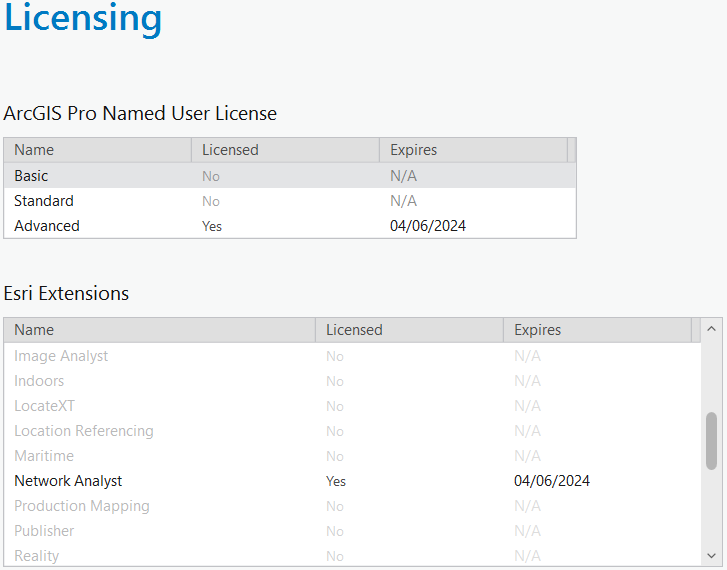 Licensing
ArcGIS Pro Named User License
Name Licensed Expires
Basic No N/A
Standard No N/A
Advanced Yes 04/06/2024
Esri Extensions
Name Licensed Expires
Image Analyst No N/A
Indoors No N/A
LocateXT No N/A
Location Referencing No N/A
Maritime No N/A
Network Analyst Yes 04/06/2024
Production Mapping No N/A
Publisher No N/A
Reality No N/A